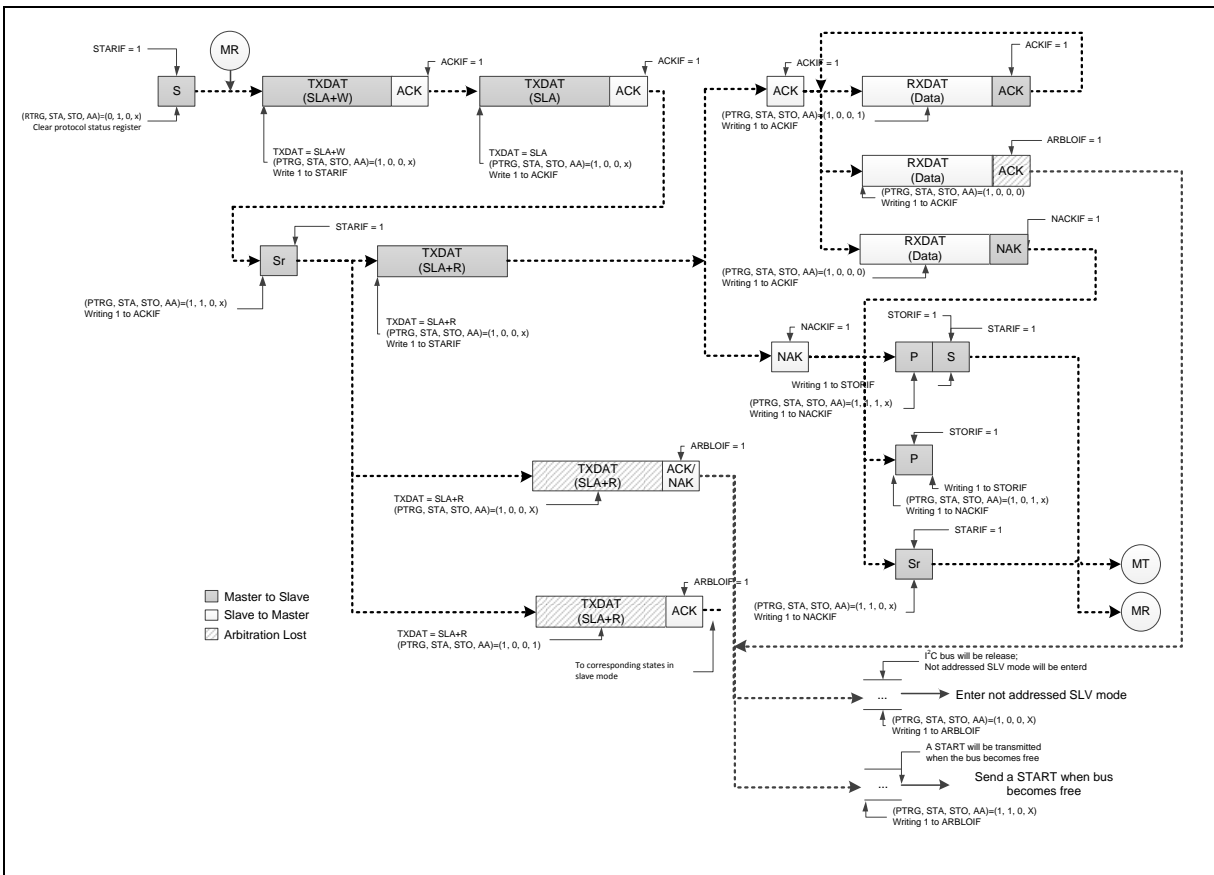 STARIF = 1
MR
S
(RTRG, STA, STO, AA)=(0, 1, 0, x)
Clear protocol status register
TXDAT
(SLA+W)
ACK
ACKIF = 1
TXDAT = SLA+W
(PTRG, STA, STO, AA)=(1, 0, 0, x)
Write 1 to STARIF
TXDAT
(SLA)
ACK
ACKIF = 1
TXDAT = SLA
(PTRG, STA, STO, AA)=(1, 0, 0, x)
Write 1 to ACKIF
ACKIF = 1
ACK
ACKIF = 1
RXDAT
(Data)
ACK
(PTRG, STA, STO, AA)=(1, 0, 0, 1)
Writing 1 to ACKIF
ARBLOIF = 1
RXDAT
(Data)
ACK
(PTRG, STA, STO, AA)=(1, 0, 0, 0)
Writing 1 to ACKIF
NACKIF = 1
RXDAT
(Data)
NAK
(PTRG, STA, STO, AA)=(1, 0, 0, 0)
Writing 1 to ACKIF
STARIF = 1
Sr
(PTRG, STA, STO, AA)=(1, 1, 0, x)
Writing 1 to ACKIF
TXDAT
(SLA+R)
TXDAT = SLA+R
(PTRG, STA, STO, AA)=(1, 0, 0, x)
Write 1 to STARIF
NACKIF = 1
NAK
STORIF = 1
STARIF = 1
P
S
Writing 1 to STORIF
(PTRG, STA, STO, AA)=(1, 1, 1, x)
Writing 1 to NACKIF
STORIF = 1
P
Writing 1 to STORIF
(PTRG, STA, STO, AA)=(1, 0, 1, x)
Writing 1 to NACKIF
STARIF = 1
Sr
(PTRG, STA, STO, AA)=(1, 1, 0, x)
Writing 1 to NACKIF
MT
MR
ARBLOIF = 1
TXDAT
(SLA+R)
ACK/
NAK
TXDAT = SLA+R
(PTRG, STA, STO, AA)=(1, 0, 0, X)
ARBLOIF = 1
TXDAT
(SLA+R)
ACK
TXDAT = SLA+R
(PTRG, STA, STO, AA)=(1, 0, 0, 1)
To corresponding states in
slave mode
Master to Slave
Slave to Master
Arbitration Lost
I²C bus will be release;
Not addressed SLV mode will be enterd
...
Enter not addressed SLV mode
(PTRG, STA, STO, AA)=(1, 0, 0, X)
Writing 1 to ARBLOIF
A START will be transmitted
when the bus becomes free
...
Send a START when bus
becomes free
(PTRG, STA, STO, AA)=(1, 1, 0, X)
Writing 1 to ARBLOIF